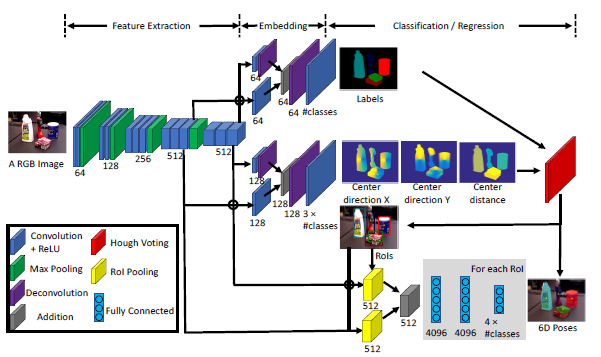 Feature Extraction
Embedding
Classification / Regression
64
64
64
64
#classes
Labels
A RGB Image
64
128
256
512
512
128
128
128
128
3 ×
#classes
Center
direction X
Center
direction Y
Center
distance
RoIs
Convolution
+ ReLU
Max Pooling
Deconvolution
Addition
Hough Voting
RoI Pooling
Fully Connected
512
512
512
For each RoI
4096
4096
4 ×
#classes
6D Poses